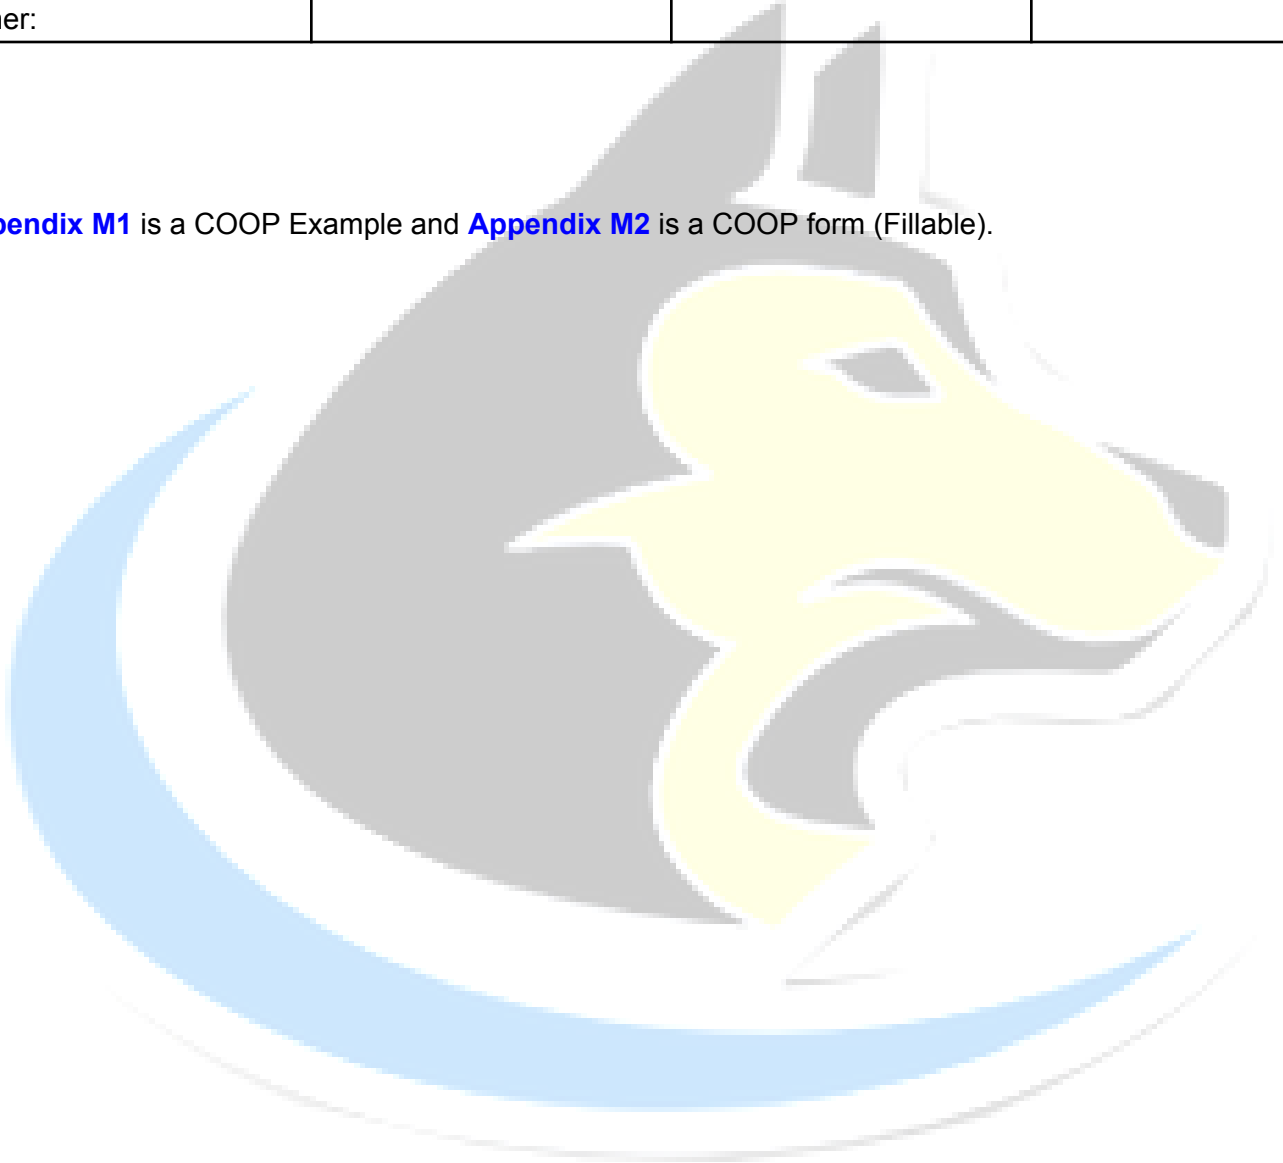 er:
pendix M1 is a COOP Example and Appendix M2 is a COOP form (Fillable).